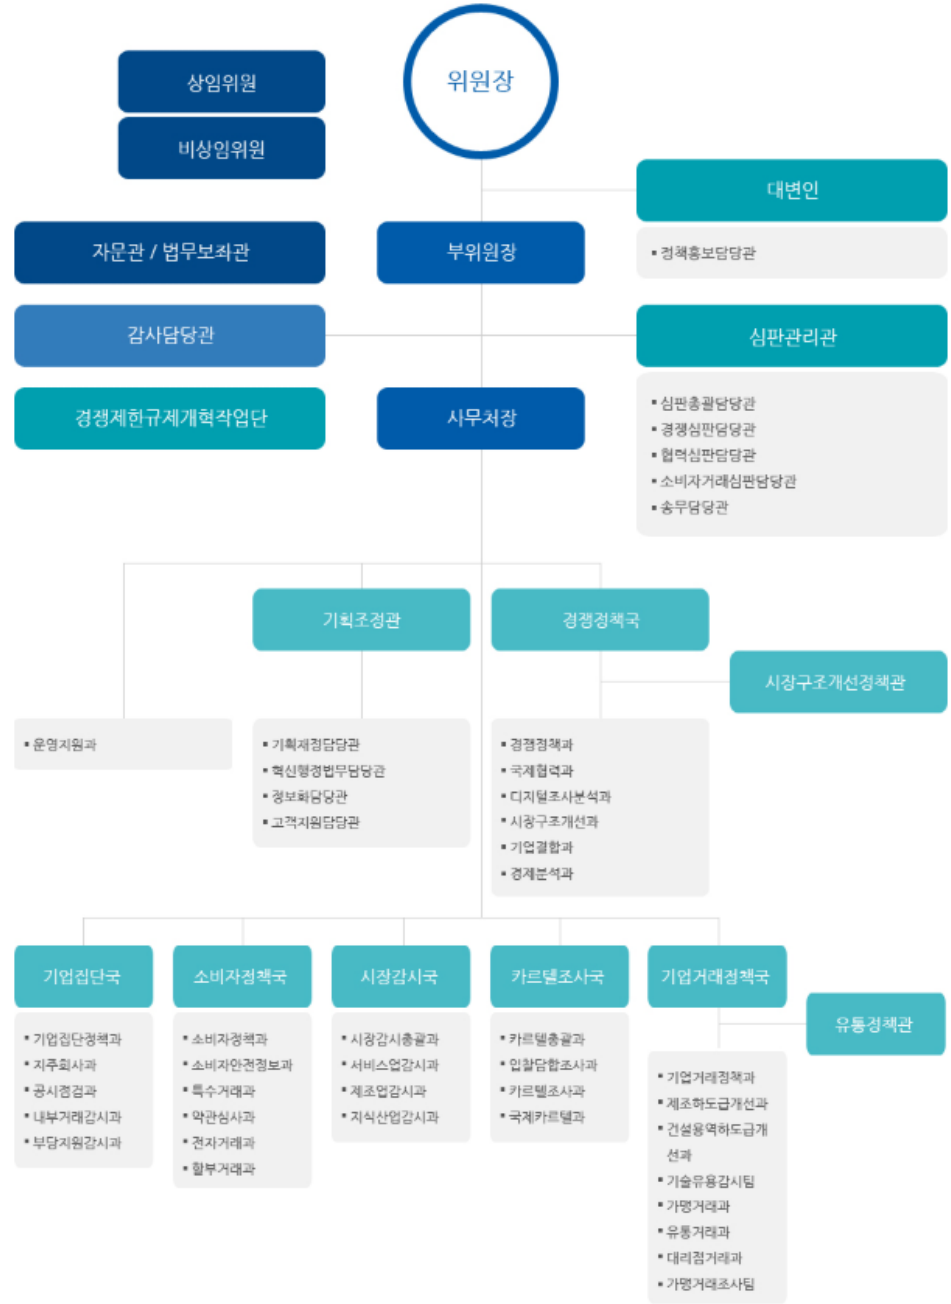 위원장
상임위원
비상임위원
대변인
▪ 정책홍보담당관
자문관 / 법무보좌관
부위원장
감사담당관
심판관리관
▪ 심판총괄담당관
▪ 경쟁심판담당관
▪ 협력심판담당관
▪ 소비자거래심판담당관
▪ 송무담당관
경쟁제한규제개혁작업단
사무처장
기획조정관
경쟁정책국
시장구조개선정책관
▪ 운영지원과
▪ 기획재정담당관
▪ 혁신행정법무담당관
▪ 정보화담당관
▪ 고객지원담당관
▪ 경쟁정책과
▪ 국제협력과
▪ 디지털조사분석과
▪ 시장구조개선과
▪ 기업결합과
▪ 경제분석과
기업집단국
▪ 기업집단정책과
▪ 지주회사과
▪ 공시점검과
▪ 내부거래감시과
▪ 부당지원감시과
소비자정책국
▪ 소비자정책과
▪ 소비자안전정보과
▪ 특수거래과
▪ 약관심사과
▪ 전자거래과
▪ 할부거래과
시장감시국
▪ 시장감시총괄과
▪ 서비스업감시과
▪ 제조업감시과
▪ 지식산업감시과
카르텔조사국
▪ 카르텔총괄과
▪ 입찰담합조사과
▪ 카르텔조사과
▪ 국제카르텔과
기업거래정책국
유통정책관
▪ 기업거래정책과
▪ 제조하도급개선과
▪ 건설용역하도급개
선과
▪ 기술유용감시팀
▪ 가맹거래과
▪ 유통거래과
▪ 대리점거래과
▪ 가맹거래조사팀